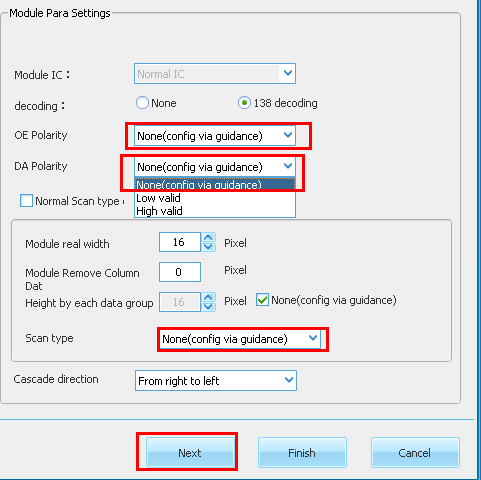 Module Para Settings
Module IC : Normal IC
decoding : None 138 decoding
OE Polarity None(config via guidance)
DA Polarity None(config via guidance)
None(config via guidance)
Low valid
Normal Scan type
High valid
Module real width 16 Pixel
Module Remove Column Dat 0 Pixel
Height by each data group 16 Pixel None(config via guidance)
Scan type None(config via guidance)
Cascade direction From right to left
Next Finish Cancel